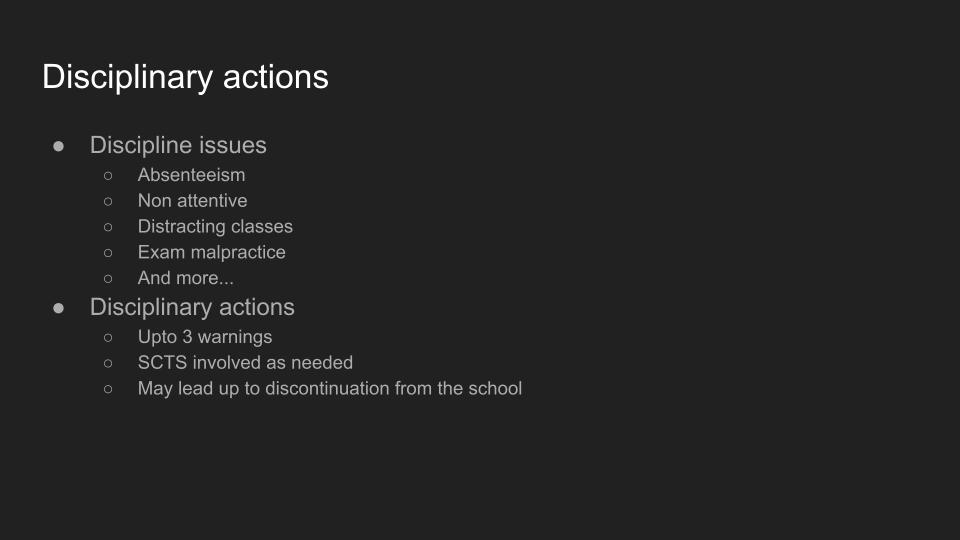 Disciplinary actions
● Discipline issues
○ Absenteeism
○ Non attentive
○ Distracting classes
○ Exam malpractice
○ And more...
● Disciplinary actions
○ Upto 3 warnings
○ SCTS involved as needed
○ May lead up to discontinuation from the school